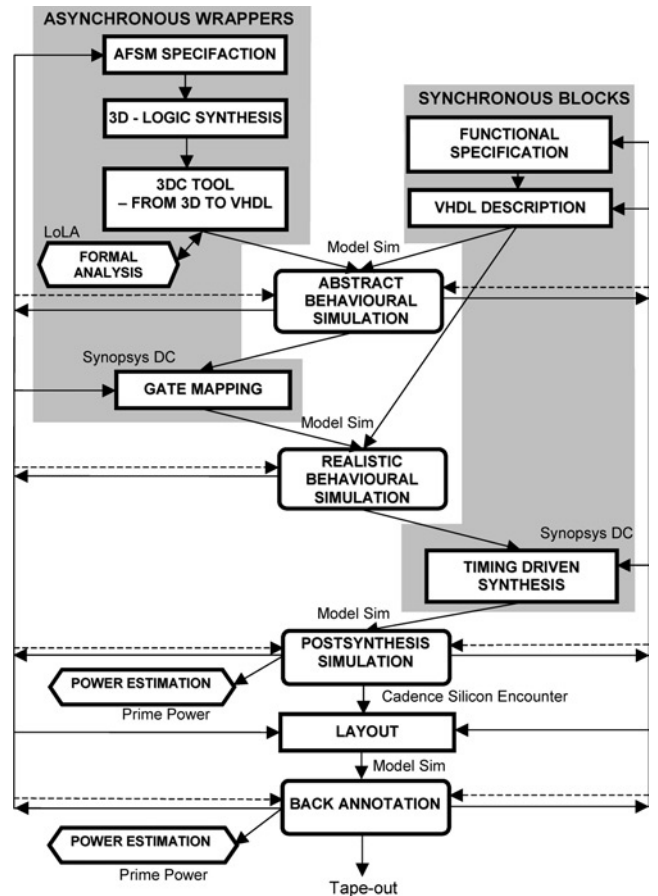 ASYNCHRONOUS WRAPPERS
AFSM SPECIFACTION
3D - LOGIC SYNTHESIS
3DC TOOL
– FROM 3D TO VHDL
LoLA
FORMAL
ANALYSIS
SYNCHRONOUS BLOCKS
FUNCTIONAL
SPECIFICATION
VHDL DESCRIPTION
Model Sim
ABSTRACT
BEHAVIOURAL
SIMULATION
Synopsys DC
GATE MAPPING
Model Sim
REALISTIC
BEHAVIOURAL
SIMULATION
Synopsys DC
TIMING DRIVEN
SYNTHESIS
Model Sim
POSTSYNTHESIS
SIMULATION
POWER ESTIMATION
Prime Power
Cadence Silicon Encounter
LAYOUT
Model Sim
BACK ANNOTATION
POWER ESTIMATION
Prime Power
Tape-out